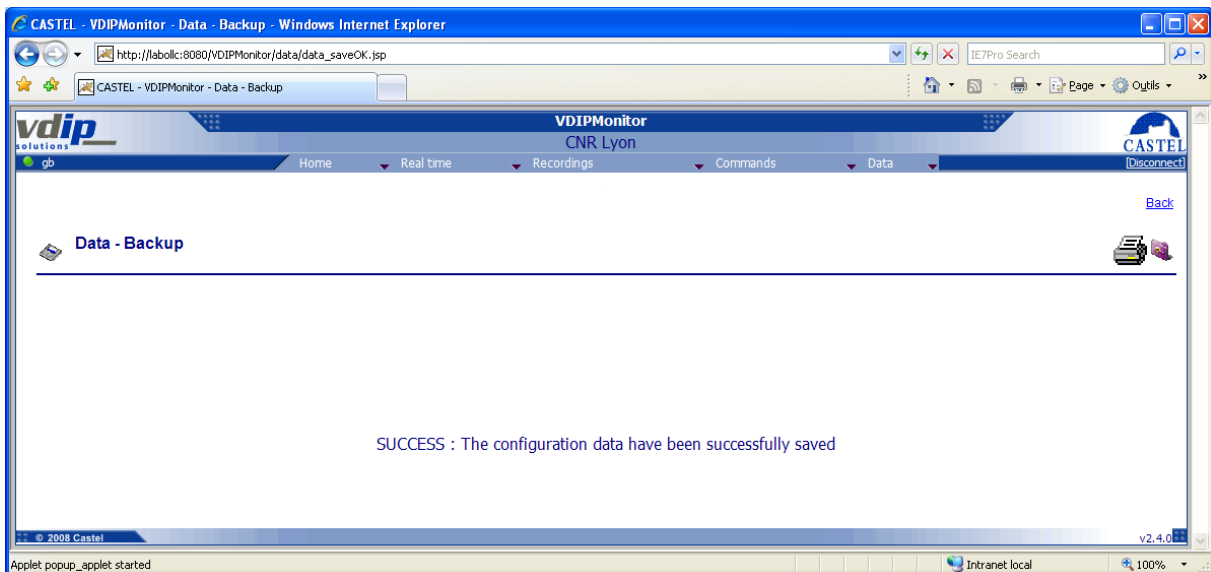 CASTEL - VDIPMonitor - Data - Backup - Windows Internet Explorer
http://labollc:8080/VDIPMonitor/data/data_saveOK.jsp
IE7Pro Search
CASTEL - VDIPMonitor - Data - Backup
Page
Outils
»
vdip
solutions
VDIPMonitor
CNR Lyon
CASTEL
gb
Home
Real time
Recordings
Commands
Data
[Disconnect]
Back
Data - Backup
SUCCESS : The configuration data have been successfully saved
© 2008 Castel
v2.4.0
Applet popup_applet started
Intranet local
100%